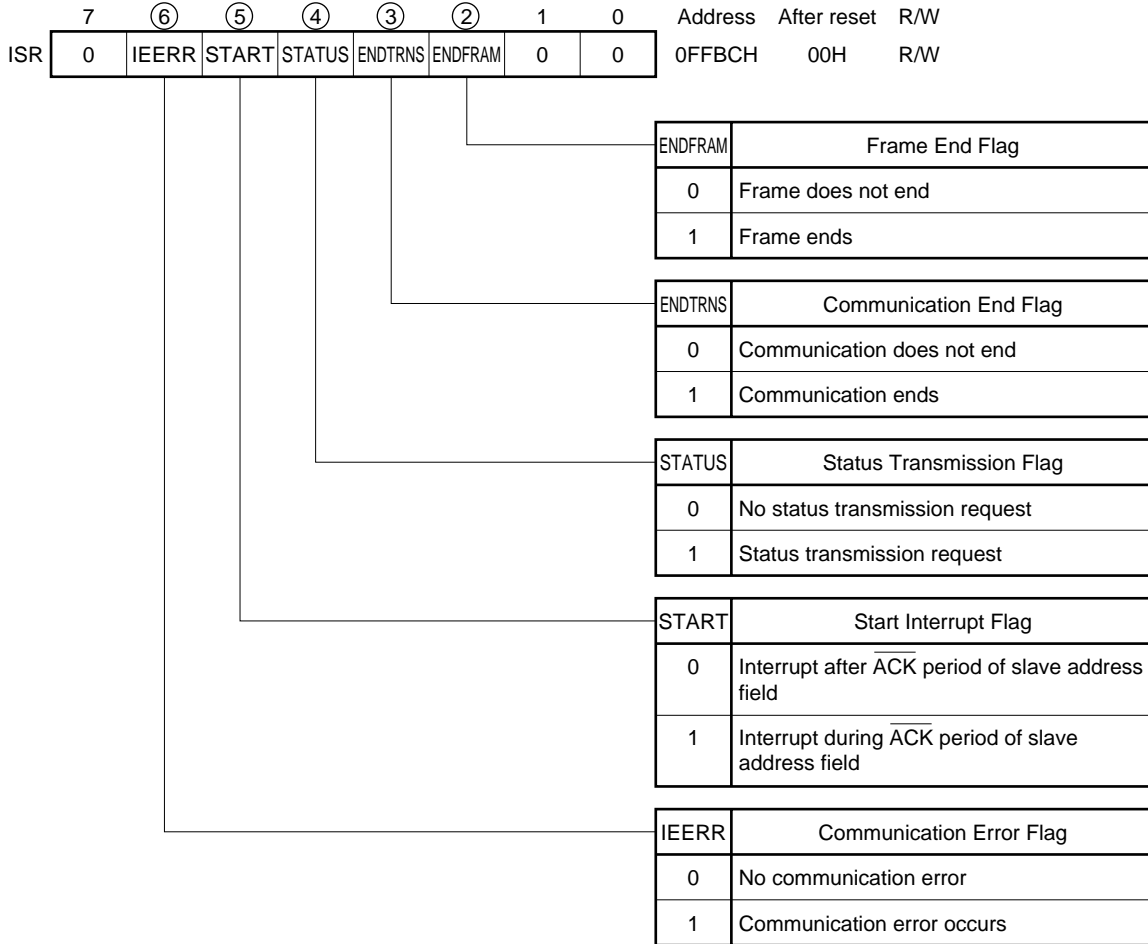 7 ⑥ ⑤ ④ ③ ② 1 0 Address After reset R/W
ISR 0 IEERR START STATUS ENDTRNS ENDFRAM 0 0 0FFBCH 00H R/W
ENDFRAM Frame End Flag
0 Frame does not end
1 Frame ends
ENDTRNS Communication End Flag
0 Communication does not end
1 Communication ends
STATUS Status Transmission Flag
0 No status transmission request
1 Status transmission request
START Start Interrupt Flag
0 Interrupt after A̅C̅K̅ period of slave address
field
1 Interrupt during A̅C̅K̅ period of slave
address field
IEERR Communication Error Flag
0 No communication error
1 Communication error occurs